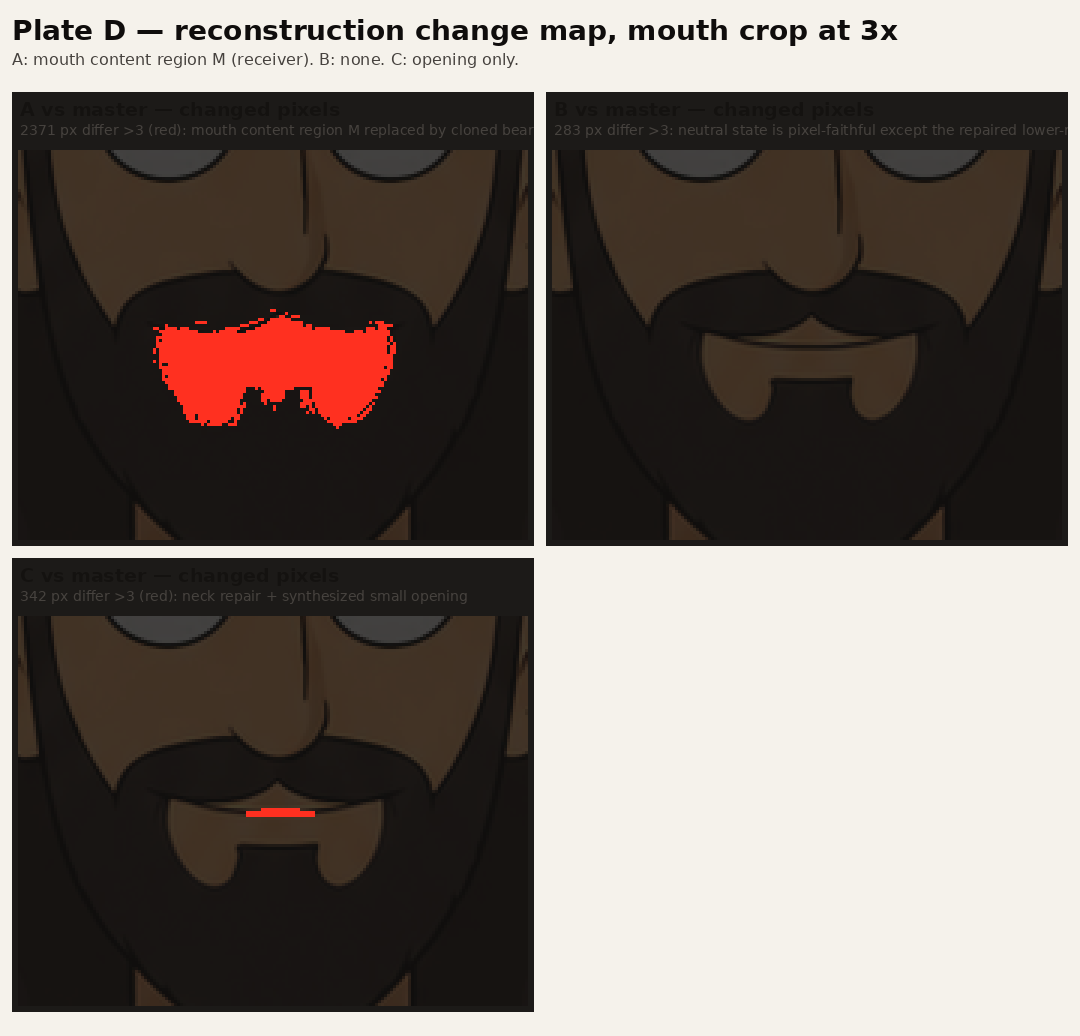 Plate D — reconstruction change map, mouth crop at 3x
A: mouth content region M (receiver). B: none. C: opening only.
A vs master — changed pixels
2371 px differ >3 (red): mouth content region M replaced by cloned bear
B vs master — changed pixels
283 px differ >3: neutral state is pixel-faithful except the repaired lower-r
C vs master — changed pixels
342 px differ >3 (red): neck repair + synthesized small opening